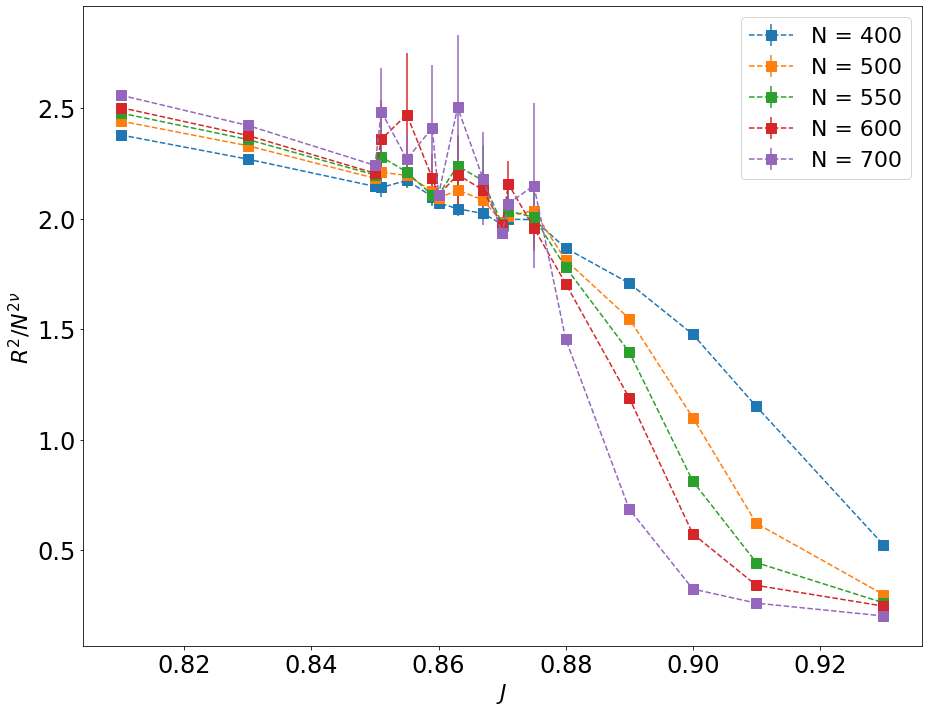 N = 400
N = 500
N = 550
N = 600
N = 700
2.5
2.0
1.5
1.0
0.5
R²/N²ᵛ
0.82 0.84 0.86 0.88 0.90 0.92
J